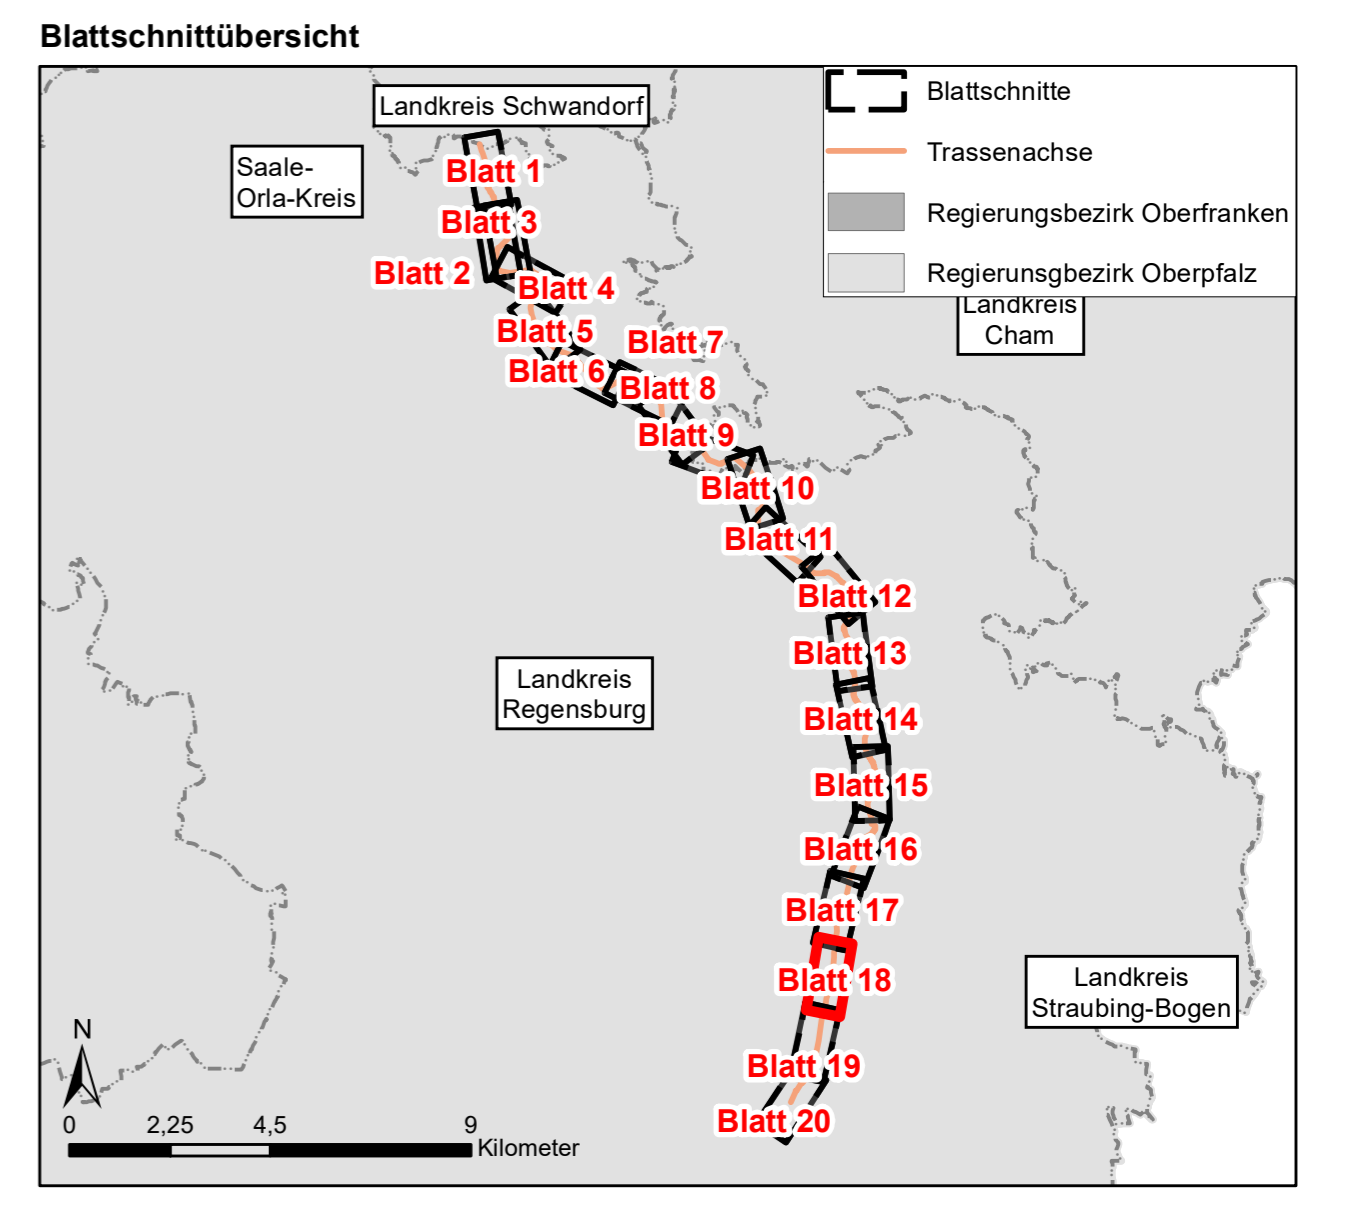 Blattschnittübersicht
Landkreis Schwandorf
Saale-
Orla-Kreis
Blattschnitte
Trassenachse
Regierungsbezirk Oberfranken
Regierunsgbezirk Oberpfalz
Landkreis
Cham
Blatt 1
Blatt 3
Blatt 2
Blatt 4
Blatt 5
Blatt 7
Blatt 6
Blatt 8
Blatt 9
Blatt 10
Blatt 11
Blatt 12
Blatt 13
Landkreis
Regensburg
Blatt 14
Blatt 15
Blatt 16
Blatt 17
Blatt 18
Landkreis
Straubing-Bogen
Blatt 19
Blatt 20
N
0 2,25 4,5 9
Kilometer